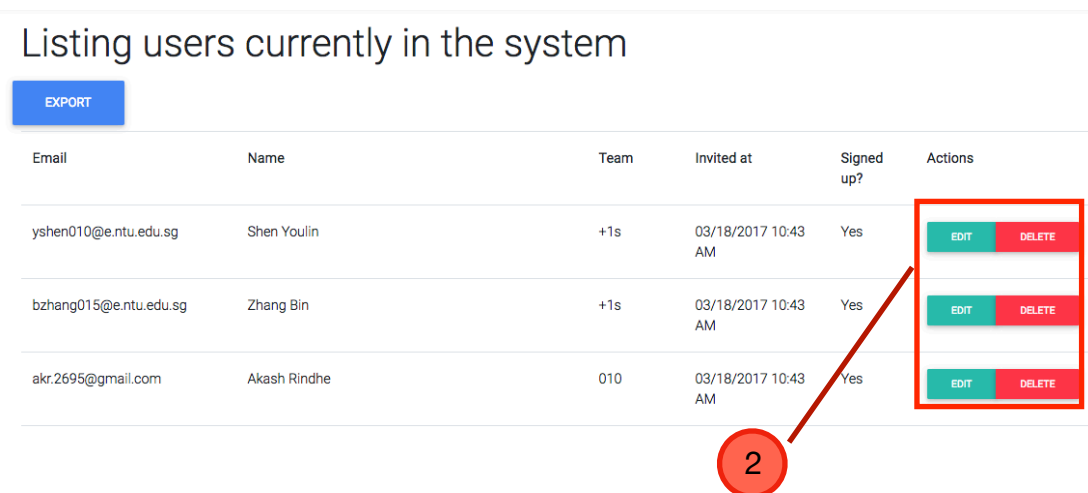 Listing users currently in the system
EXPORT
Email Name Team Invited at Signed up? Actions
yshen010@e.ntu.edu.sg Shen Youlin +1s 03/18/2017 10:43 AM Yes EDIT DELETE
bzhang015@e.ntu.edu.sg Zhang Bin +1s 03/18/2017 10:43 AM Yes EDIT DELETE
akr.2695@gmail.com Akash Rindhe 010 03/18/2017 10:43 AM Yes EDIT DELETE
2